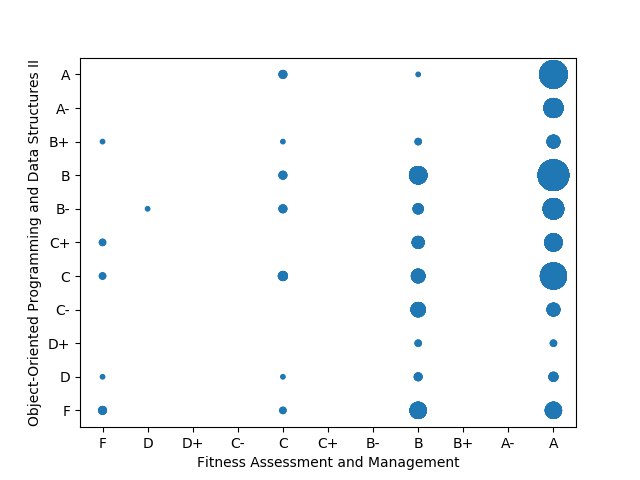 Object-Oriented Programming and Data Structures II
A
A-
B+
B
B-
C+
C
C-
D+
D
F
F D D+ C- C C+ B- B B+ A- A
Fitness Assessment and Management